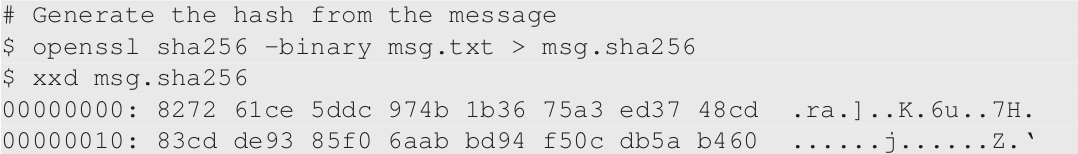 # Generate the hash from the message
$ openssl sha256 -binary msg.txt > msg.sha256
$ xxd msg.sha256
00000000: 8272 61ce 5ddc 974b 1b36 75a3 ed37 48cd  .ra.]..K.6u..7H.
00000010: 83cd de93 85f0 6aab bd94 f50c db5a b460  ......j......Z.‵